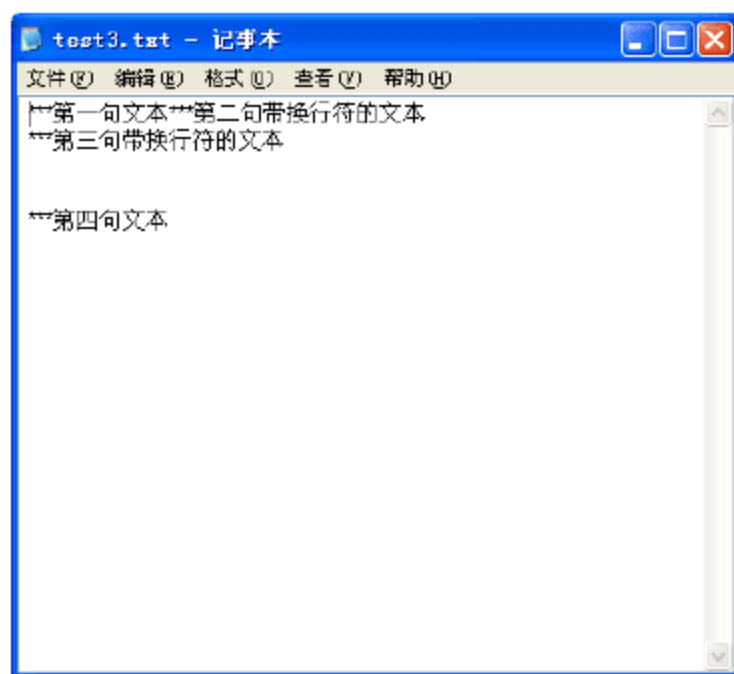 test3.txt - 记事本
文件(F) 编辑(E) 格式(O) 查看(V) 帮助(H)
***第一句文本***第二句带换行符的文本
***第三句带换行符的文本
***第四句文本